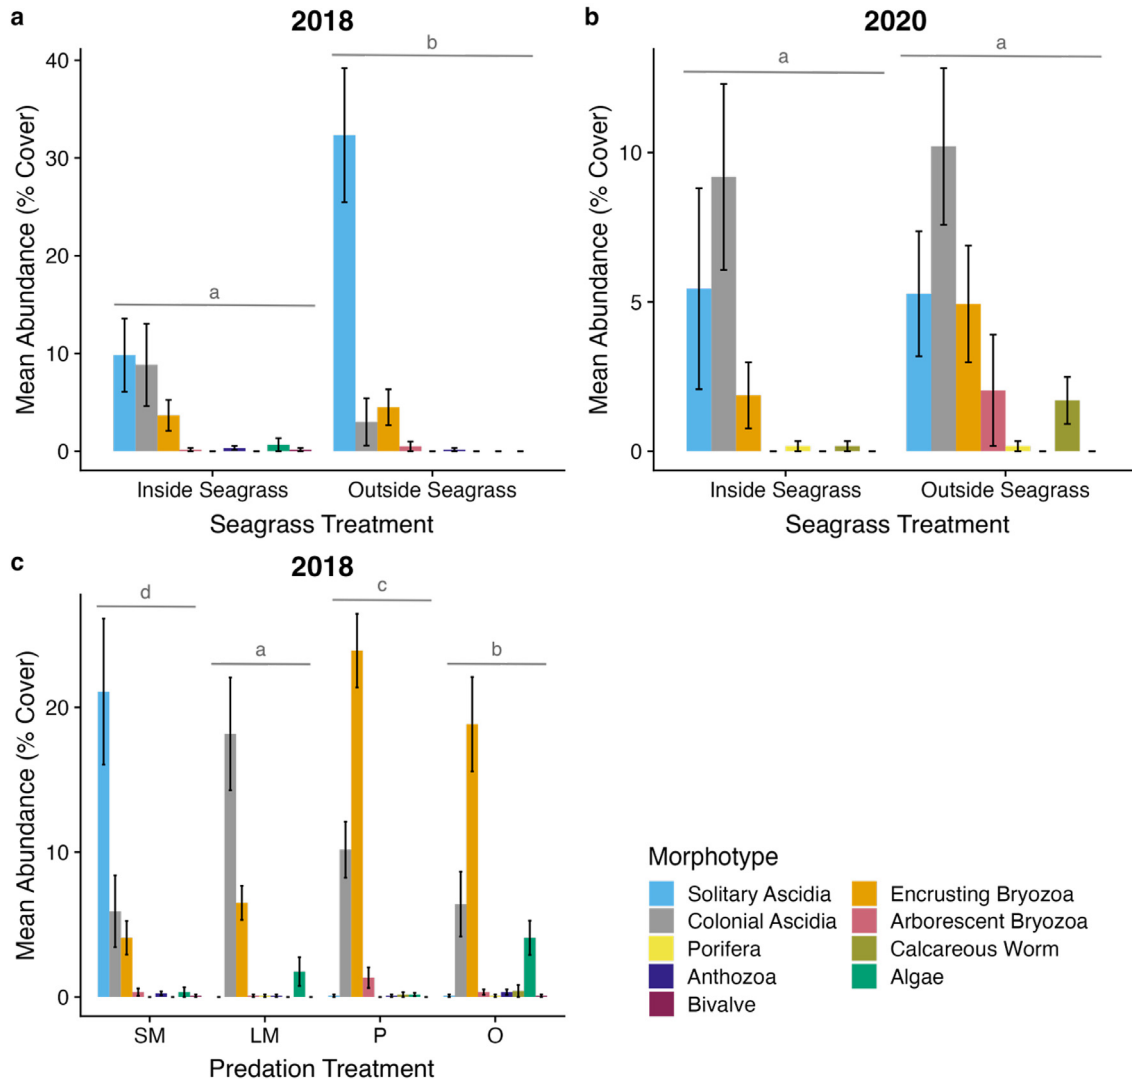 a
2018
b
a
Mean Abundance (% Cover)
40
30
20
10
0
Inside Seagrass
Outside Seagrass
Seagrass Treatment
b
2020
a
a
Mean Abundance (% Cover)
10
5
0
Inside Seagrass
Outside Seagrass
Seagrass Treatment
c
2018
d
a
c
b
Mean Abundance (% Cover)
20
10
0
SM
LM
P
O
Predation Treatment
Morphotype
Solitary Ascidia
Colonial Ascidia
Porifera
Anthozoa
Bivalve
Encrusting Bryozoa
Arborescent Bryozoa
Calcareous Worm
Algae